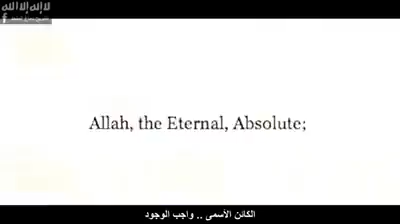 لا إله إلا الله
Allah, the Eternal, Absolute;
الكائن الأسمى .. واجب الوجود